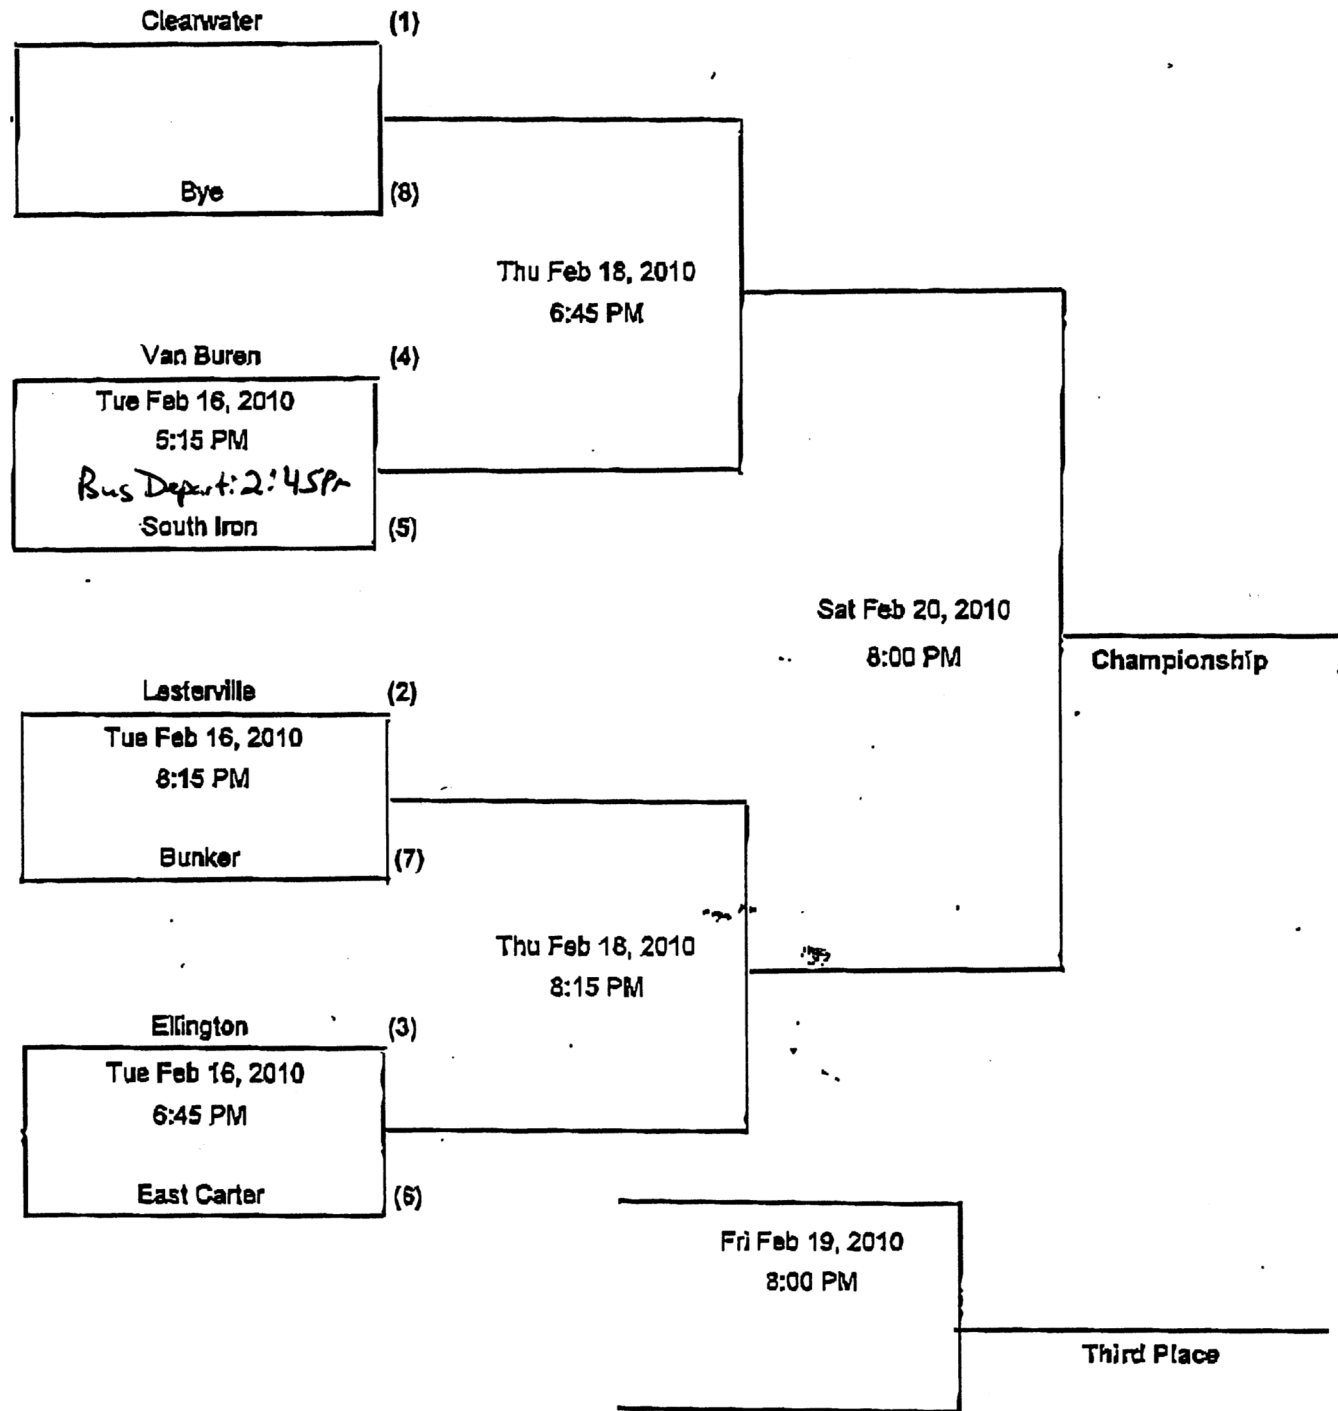 Clearwater (1)
Bye (8)
Thu Feb 18, 2010
6:45 PM
Van Buren (4)
Tue Feb 16, 2010
5:15 PM
Bus Depart: 2:45Pm
South Iron (5)
Sat Feb 20, 2010
8:00 PM
Championship
Lesterville (2)
Tue Feb 16, 2010
8:15 PM
Bunker (7)
Thu Feb 18, 2010
8:15 PM
Ellington (3)
Tue Feb 16, 2010
6:45 PM
East Carter (6)
Fri Feb 19, 2010
8:00 PM
Third Place